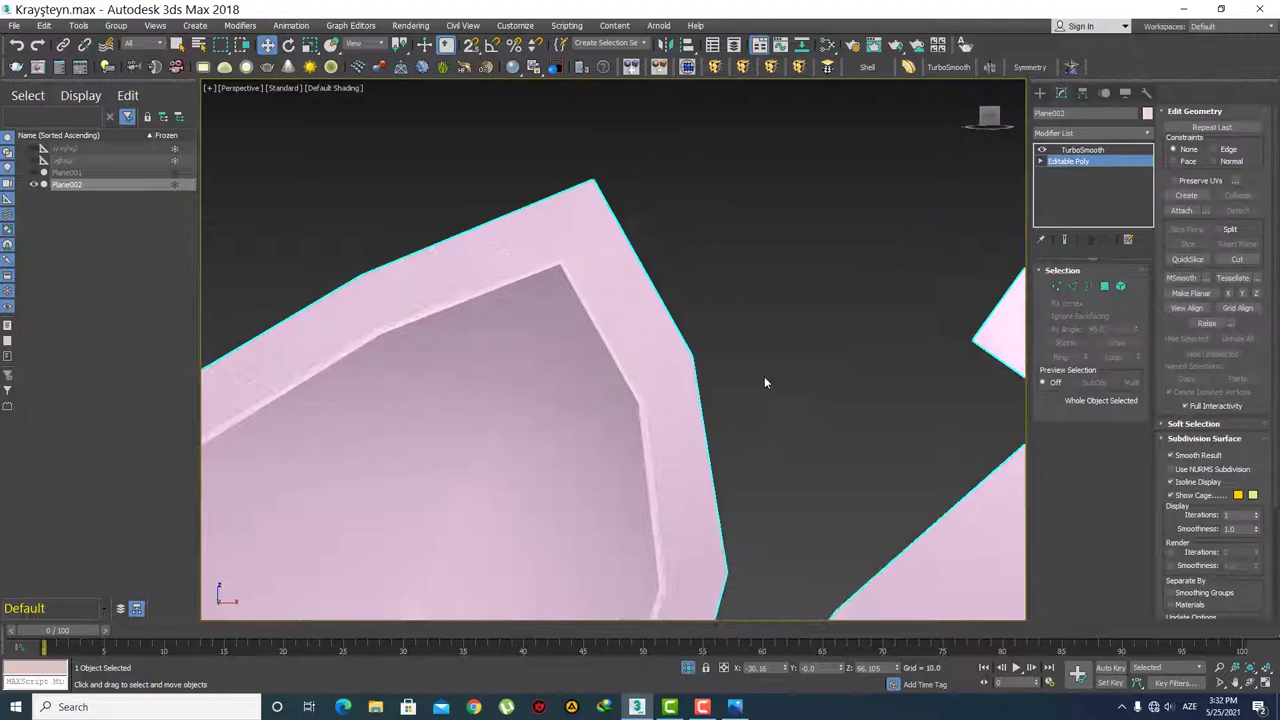 Krayşteyn.max - Autodesk 3ds Max 2018
File Edit Tools Group Views Create Modifiers Animation Graph Editors Rendering Civil View Customize Scripting Content Arnold Help
Sign In Workspaces: Default
All View Create Selection Se
Shell TurboSmooth Symmetry
Select Display Edit
[+] [Perspective] [Standard] [Default Shading]
Name (Sorted Ascending) ▲ Frozen
Plane001
Plane002
Plane002
Modifier List
TurboSmooth
Editable Poly
Edit Geometry
Repeat Last
Constraints
None Edge
Face Normal
Preserve UVs ...
Create Collapse
Attach ... Detach
Slice Plane Split
Slice Reset Plane
QuickSlice Cut
MSmooth Tessellate
Make Planar X Y Z
View Align Grid Align
Relax
Hide Selected Unhide All
Hide Unselected
Named Selections:
Copy Paste
Delete Isolated Vertices
Full Interactivity
Soft Selection
Subdivision Surface
Smooth Result
Use NURMS Subdivision
Isoline Display
Show Cage......
Display
Iterations: 1
Smoothness: 1.0
Render
Iterations: 0
Smoothness:
Separate By
Smoothing Groups
Materials
Update Options
Selection
By Vertex
Ignore Backfacing
By Angle: 45.0
Shrink Grow
Ring Loop
Preview Selection
Off SubObj Multi
Whole Object Selected
Default
0 / 100
0 5 10 15 20 25 30 35 40 45 50 55 60 65 70 75 80 85 90 95 100
1 Object Selected
X: -30.16 Y: -0.0 Z: 96.105 Grid = 10.0
Auto Key Selected
MAXScript Mi
Click and drag to select and move objects
Add Time Tag
Set Key Key Filters...
0
Search
AZE
3:32 PM
5/25/2021